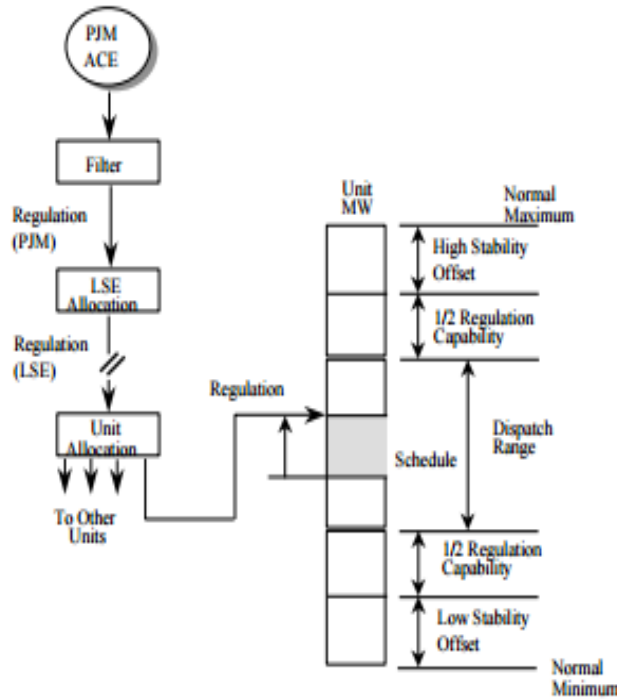 PJM
ACE
Filter
Regulation
(PJM)
LSE
Allocation
Regulation
(LSE)
Unit
Allocation
To Other
Units
Regulation
Unit
MW
Normal
Maximum
High Stability
Offset
1/2 Regulation
Capability
Schedule
Dispatch
Range
1/2 Regulation
Capability
Low Stability
Offset
Normal
Minimum